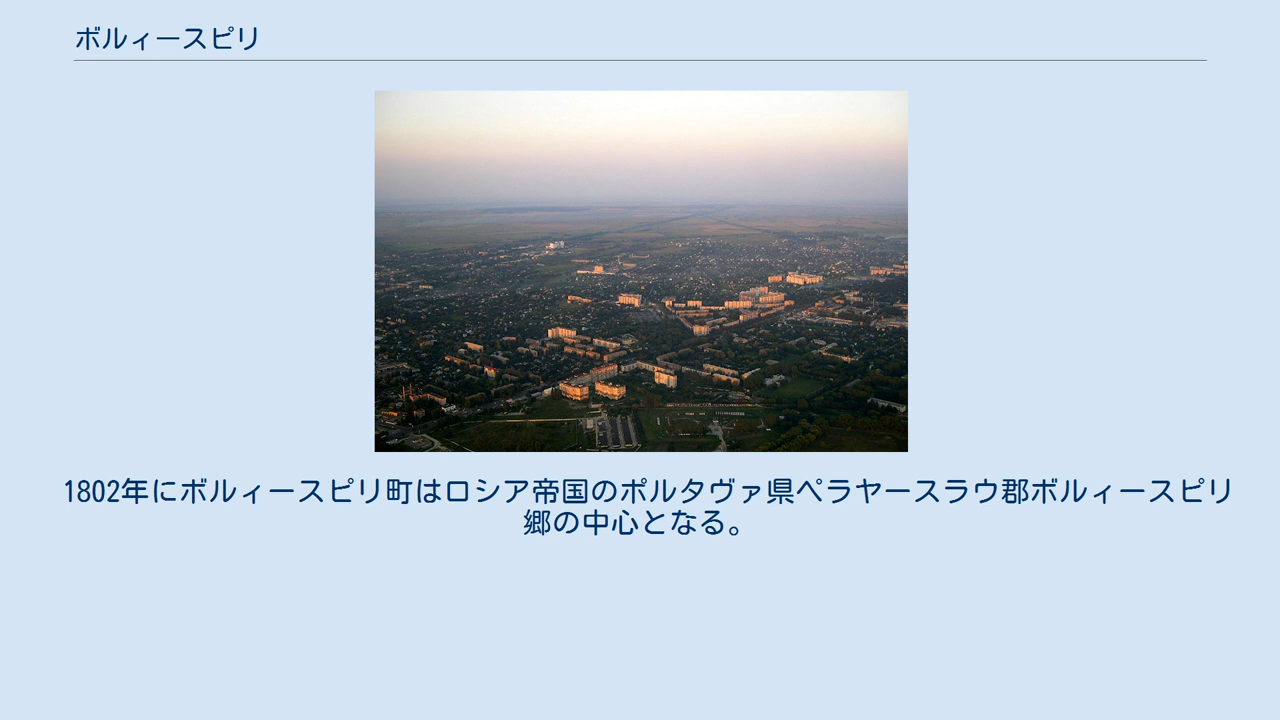 ボルィースピリ
1802年にボルィースピリ町はロシア帝国のポルタヴァ県ペラヤースラウ郡ボルィースピリ
郷の中心となる。